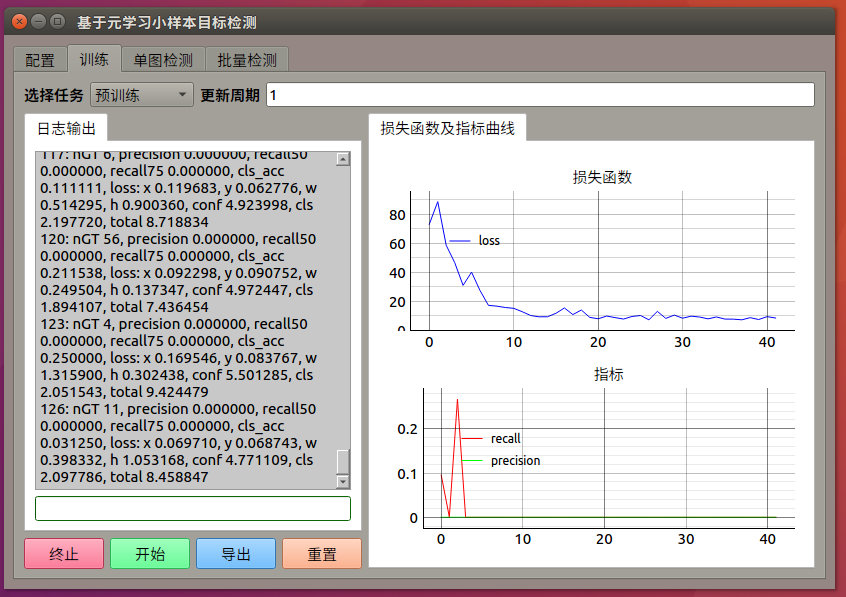 基于元学习小样本目标检测
配置 训练 单图检测 批量检测
选择任务 预训练 更新周期 1
日志输出
117: nGT 6, precision 0.000000, recall50
0.000000, recall75 0.000000, cls_acc
0.111111, loss: x 0.119683, y 0.062776, w
0.514295, h 0.900360, conf 4.923998, cls
2.197720, total 8.718834
120: nGT 56, precision 0.000000, recall50
0.000000, recall75 0.000000, cls_acc
0.211538, loss: x 0.092298, y 0.090752, w
0.249504, h 0.137347, conf 4.972447, cls
1.894107, total 7.436454
123: nGT 4, precision 0.000000, recall50
0.000000, recall75 0.000000, cls_acc
0.250000, loss: x 0.169546, y 0.083767, w
1.315900, h 0.302438, conf 5.501285, cls
2.051543, total 9.424479
126: nGT 11, precision 0.000000, recall50
0.000000, recall75 0.000000, cls_acc
0.031250, loss: x 0.069710, y 0.068743, w
0.398332, h 1.053168, conf 4.771109, cls
2.097786, total 8.458847
终止 开始 导出 重置
损失函数及指标曲线
损失函数
80
60
40
20
0
loss
0 10 20 30 40
指标
0.2
0.1
0
recall
precision
0 10 20 30 40